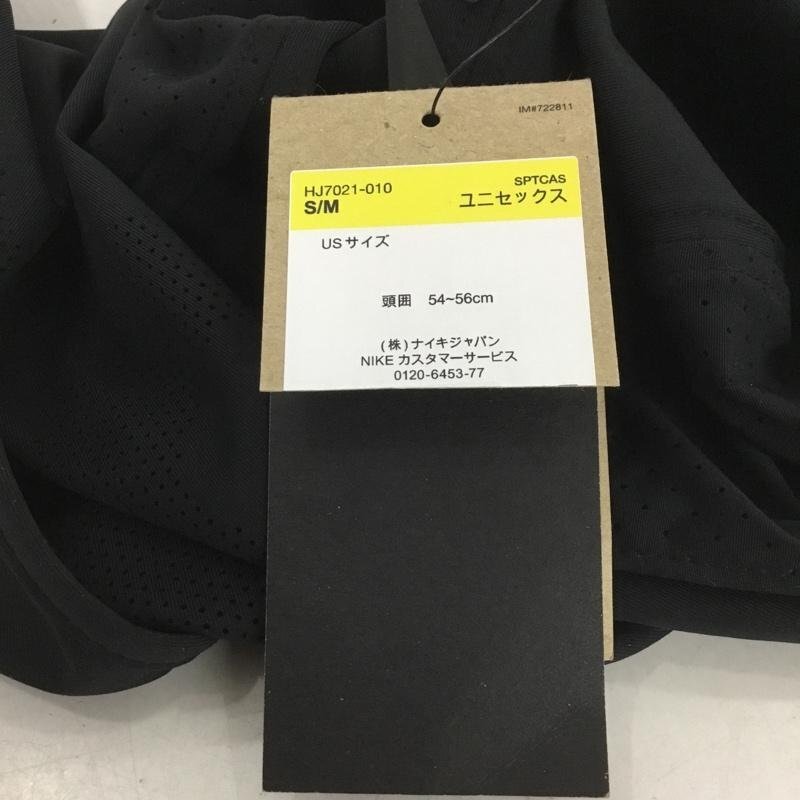 IM#722811
HJ7021-010 SPTCAS
S/M ユニセックス
USサイズ
頭囲 54~56cm
(株)ナイキジャパン
NIKE カスタマーサービス
0120-6453-77